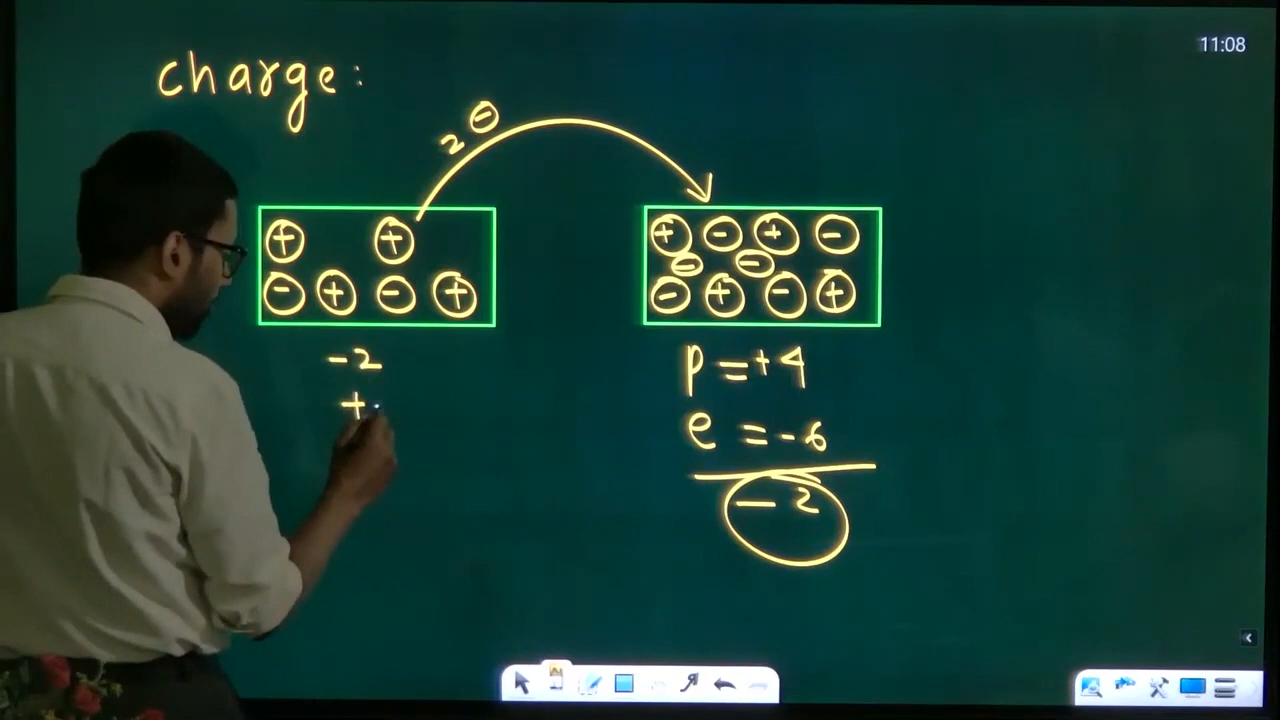 charge:
11:08
2 ⊖
+ +
- + - +
+ - + -
- -
- + - +
-2
+
p = +4
e = -6
- 2